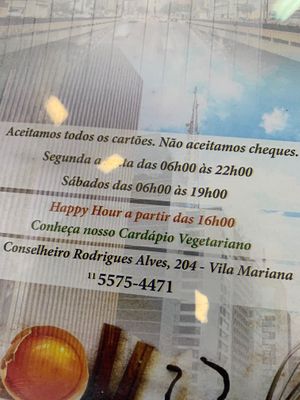 Aceitamos todos os cartões. Não aceitamos cheques.
Segunda a sexta das 06h00 às 22h00
Sábados das 06h00 às 19h00
Happy Hour a partir das 16h00
Conheça nosso Cardápio Vegetariano
Conselheiro Rodrigues Alves, 204 - Vila Mariana
11 5575-4471